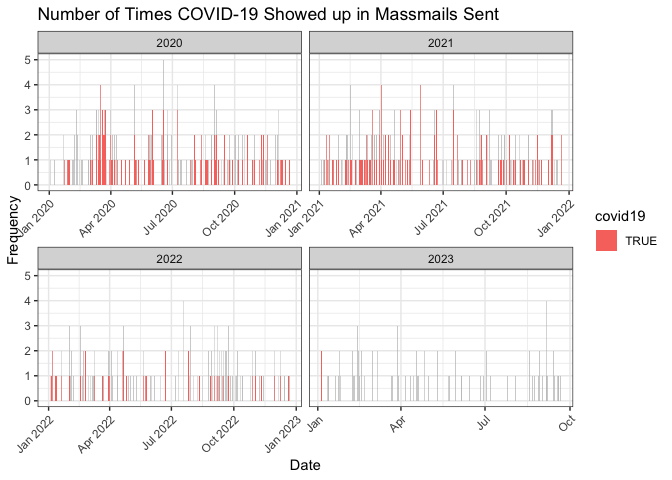 Number of Times COVID-19 Showed up in Massmails Sent
2020
2021
5
4
3
2
1
0
Jan 2020
Apr 2020
Jul 2020
Oct 2020
Jan 2021
Jan 2021
Apr 2021
Jul 2021
Oct 2021
Jan 2022
Frequency
covid19
TRUE
2022
2023
5
4
3
2
1
0
Jan 2022
Apr 2022
Jul 2022
Oct 2022
Jan 2023
Jan
Apr
Jul
Oct
Date